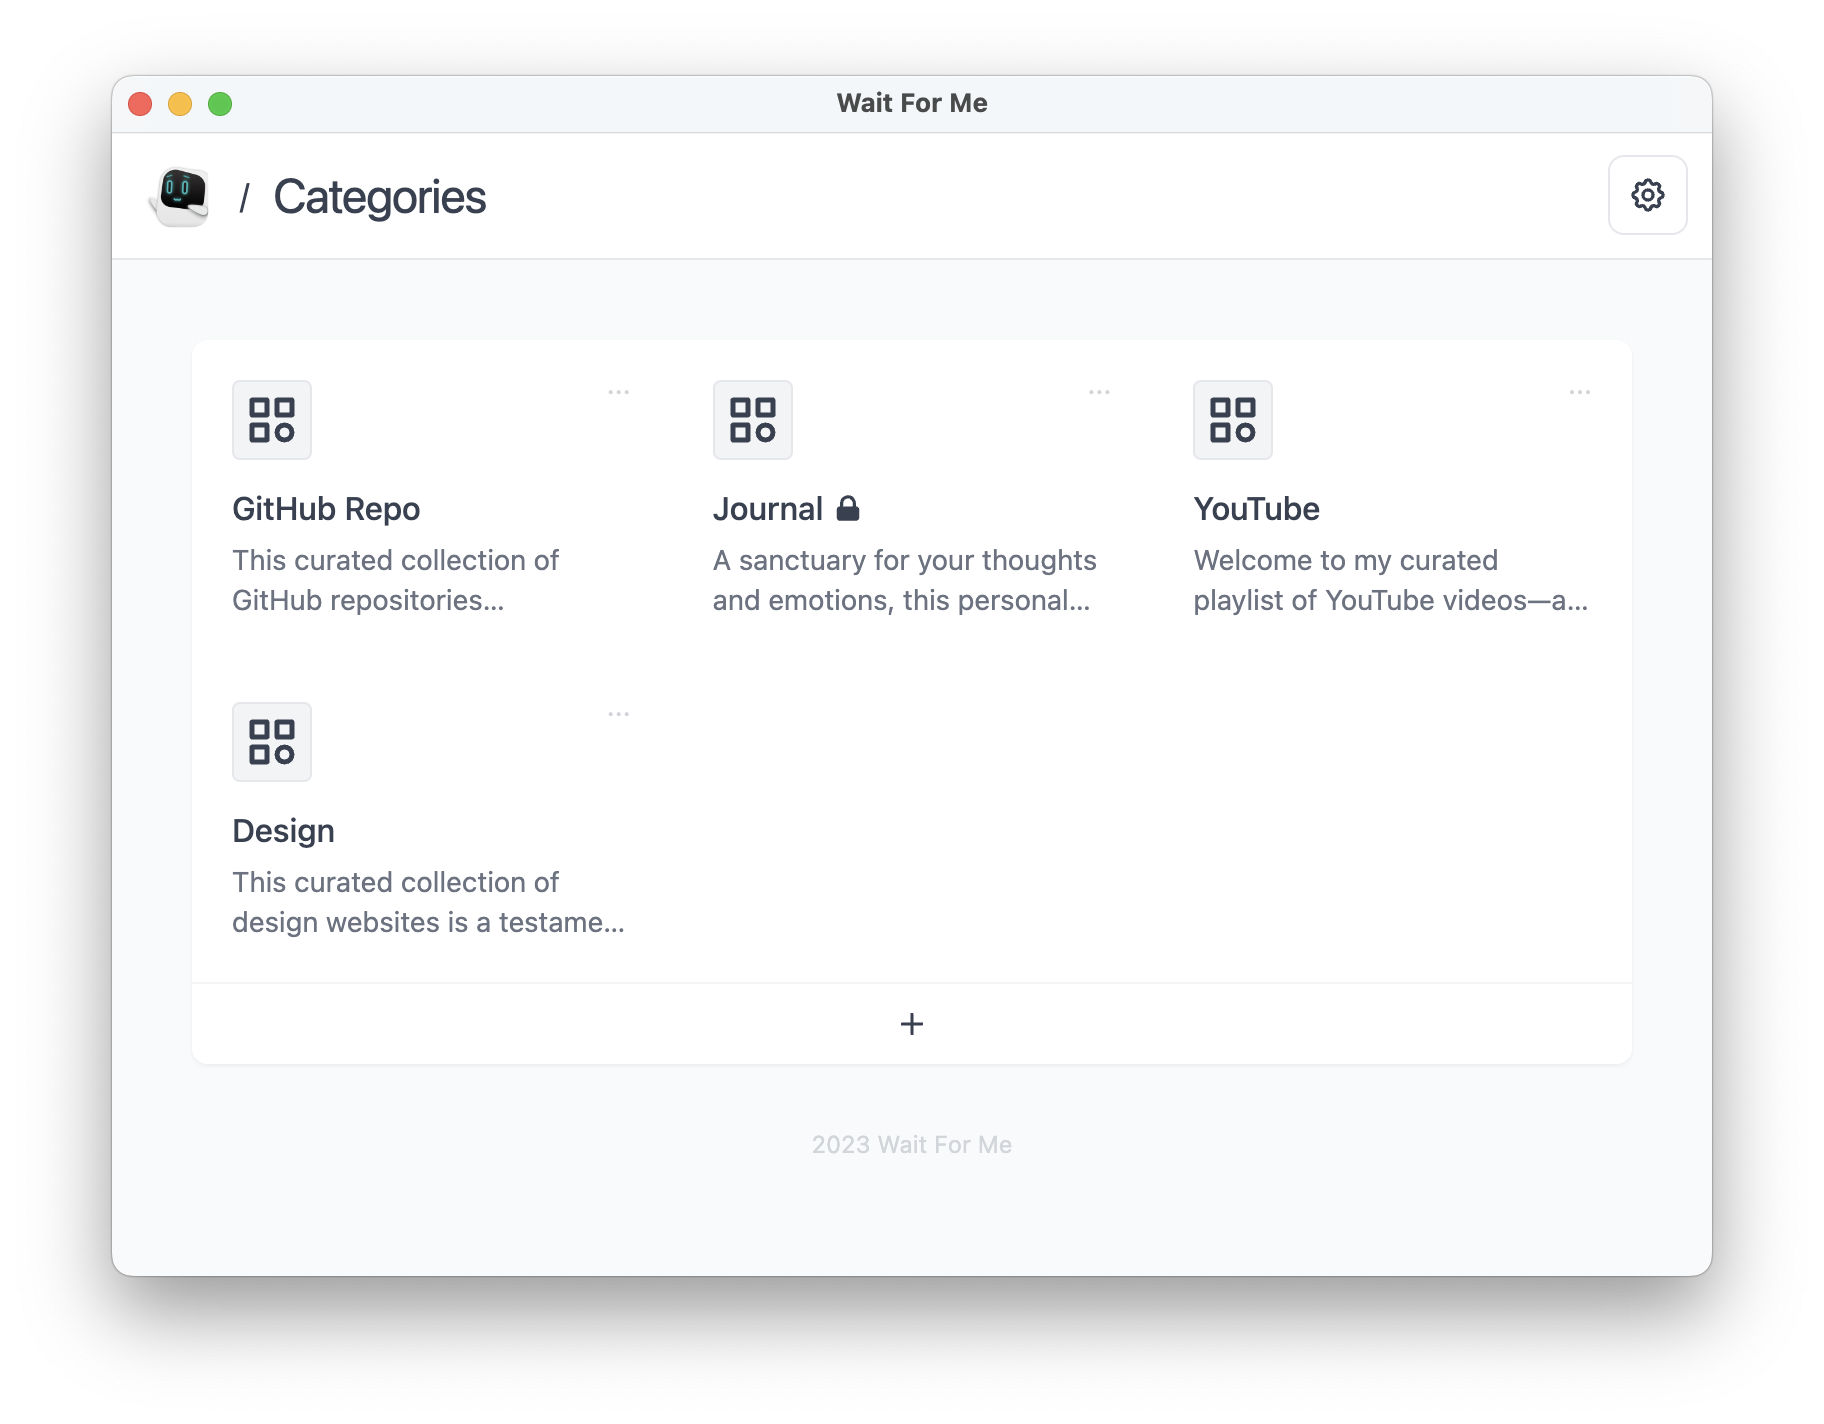 Wait For Me
/ Categories
GitHub Repo
This curated collection of
GitHub repositories...
Journal
A sanctuary for your thoughts
and emotions, this personal...
YouTube
Welcome to my curated
playlist of YouTube videos—a...
Design
This curated collection of
design websites is a testame...
2023 Wait For Me